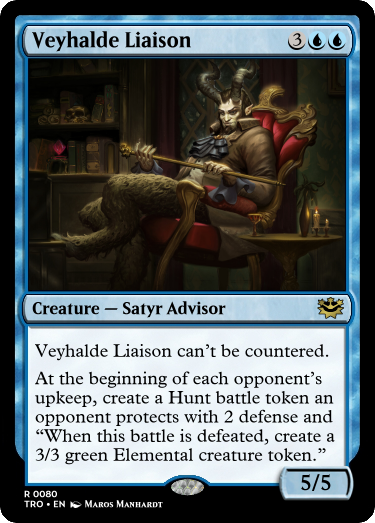 Veyhalde Liaison 3
Creature — Satyr Advisor
Veyhalde Liaison can’t be countered.
At the beginning of each opponent’s
upkeep, create a Hunt battle token an
opponent protects with 2 defense and
“When this battle is defeated, create a
3/3 green Elemental creature token.”
5/5
R 0080
TRO • EN Maros Manhardt